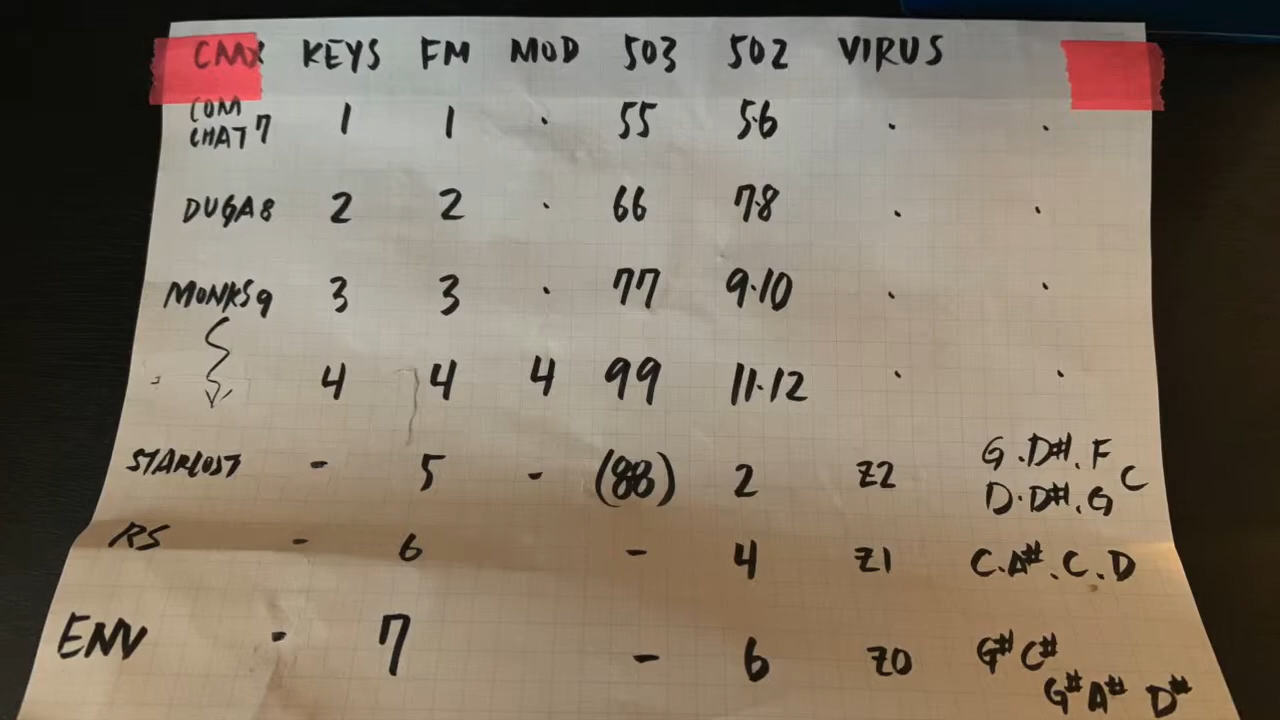 CMX KEYS FM MOD 503 502 VIRUS
COM CHAT 7 1 1 · 55 5·6 · ·
DUGA 8 2 2 · 66 7·8 · ·
MONKS 9 3 3 · 77 9·10 · ·
4 4 4 99 11·12 · ·
STARLOST - 5 - (88) 2 Z2 G.D#.F D.D#.G C
RS - 6 - 4 Z1 C.A#.C.D
ENV - 7 - 6 Z0 G# C# G# A# D#